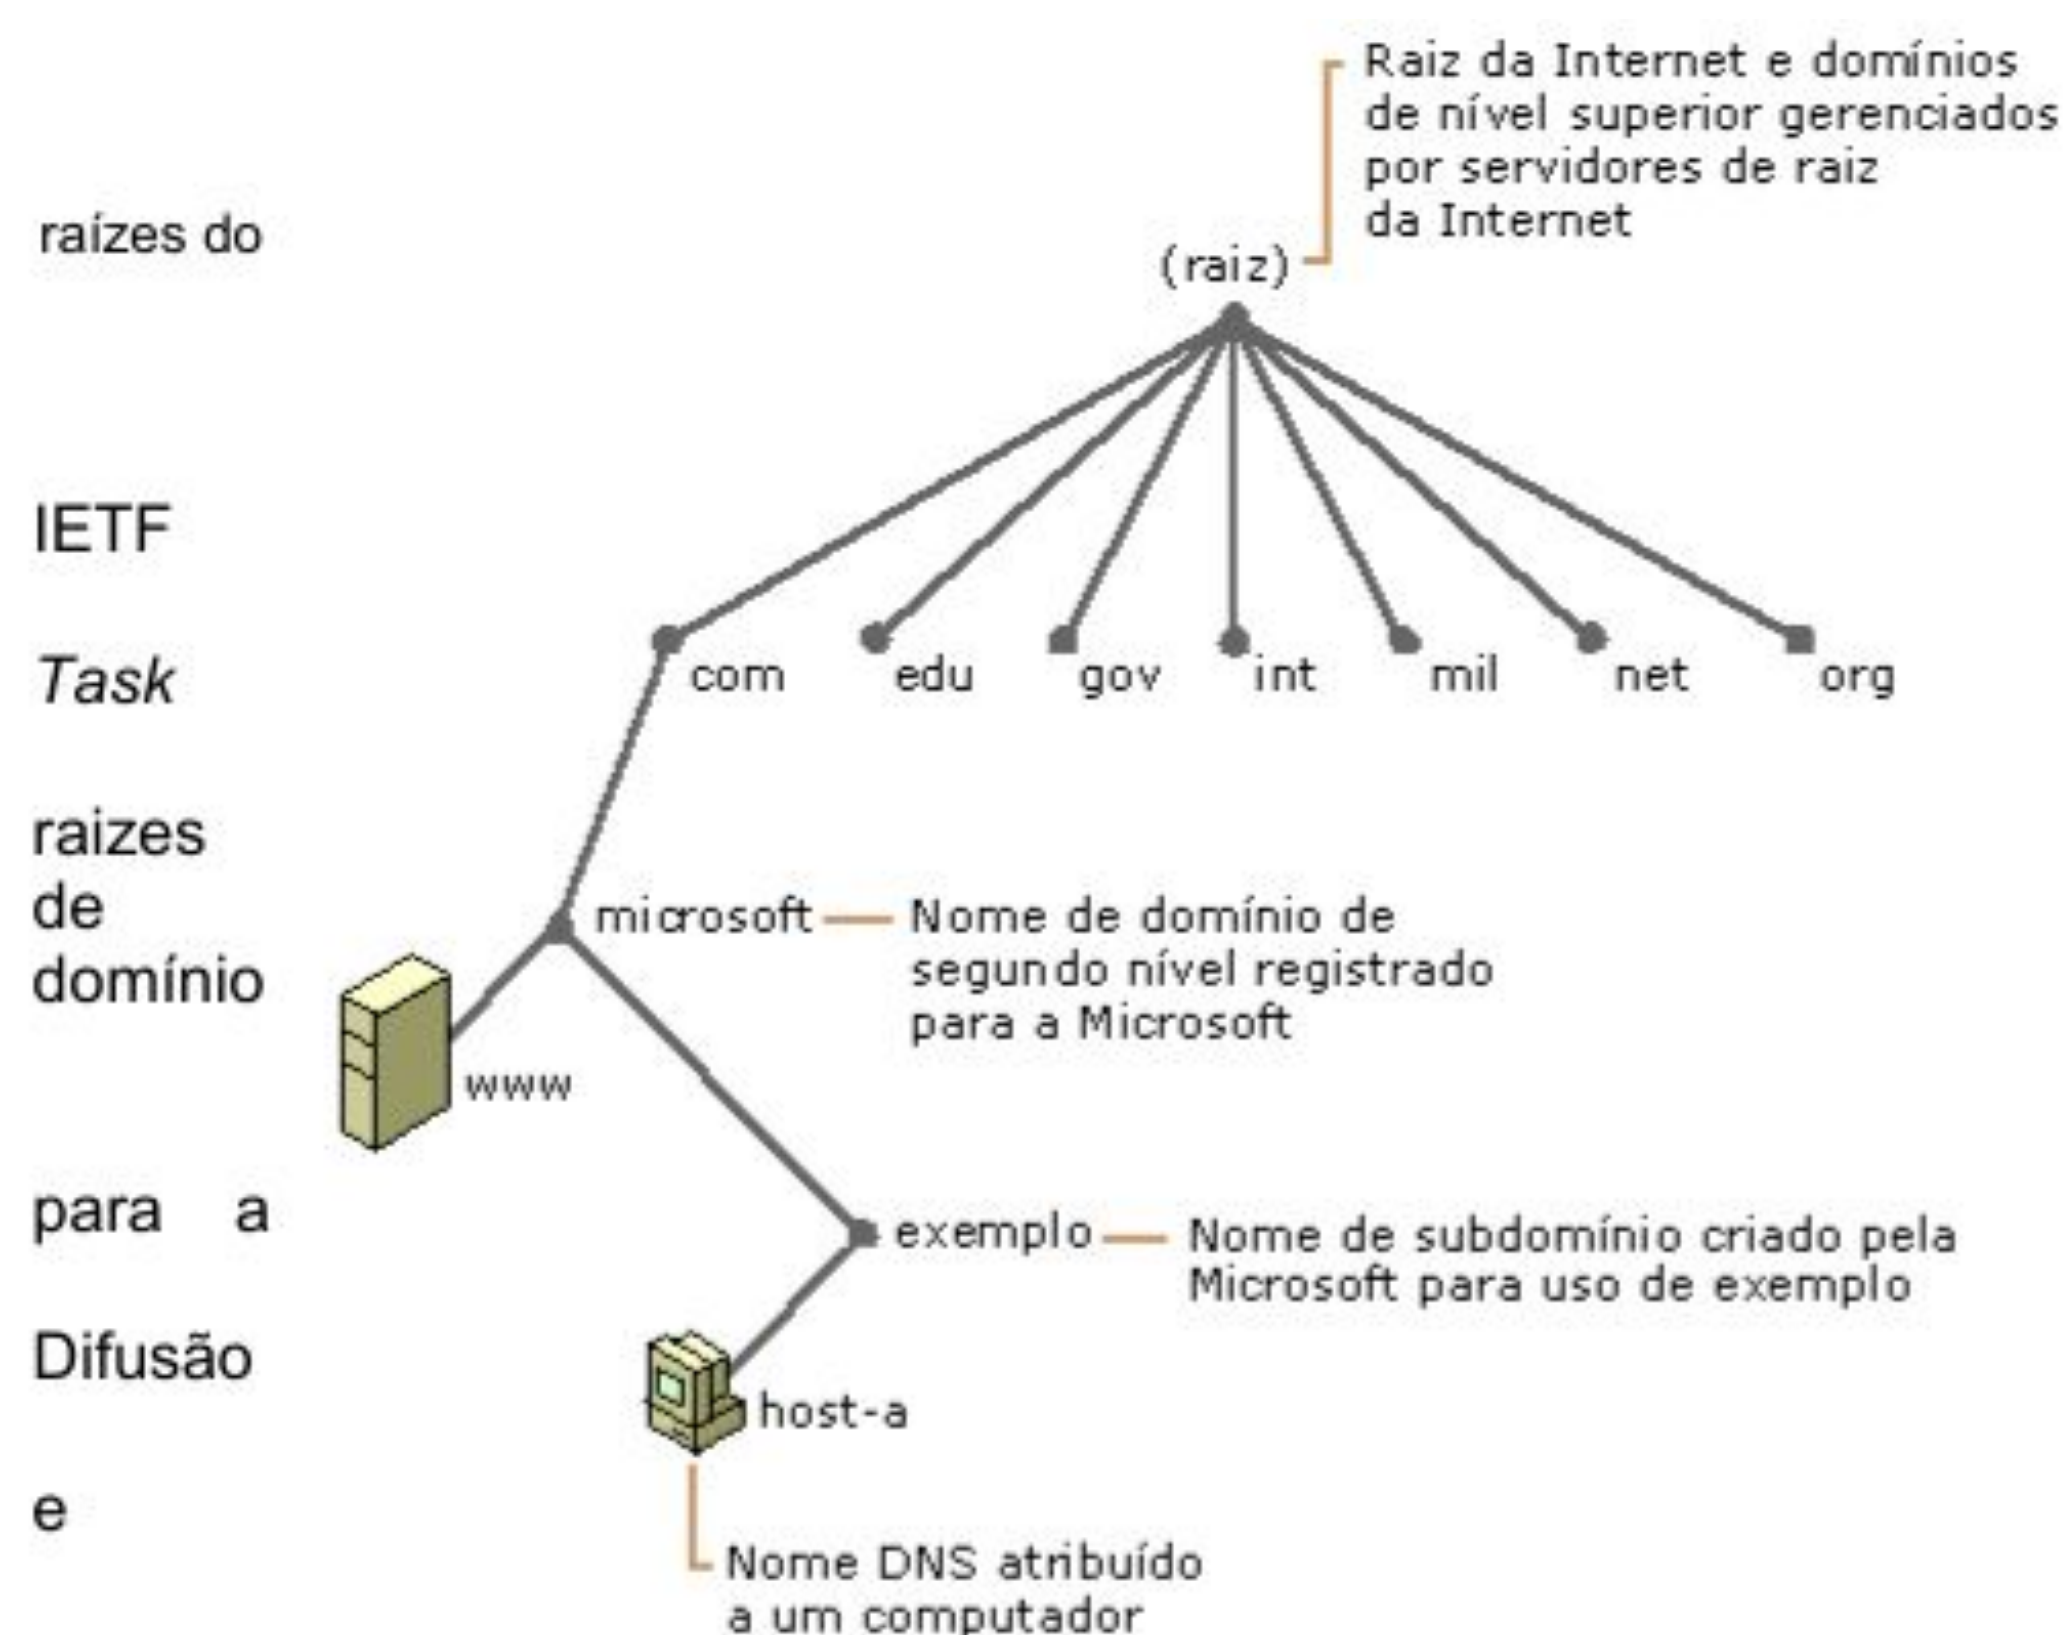 Raiz da Internet e domínios
de nível superior gerenciados
por servidores de raiz
da Internet
raízes do
(raiz)
IETF
Task
com
edu
gov
int
mil
net
org
raizes
de
domínio
microsoft
Nome de domínio de
segundo nível registrado
para a Microsoft
www
para a
exemplo
Nome de subdomínio criado pela
Microsoft para uso de exemplo
Difusão
host-a
e
Nome DNS atribuído
a um computador